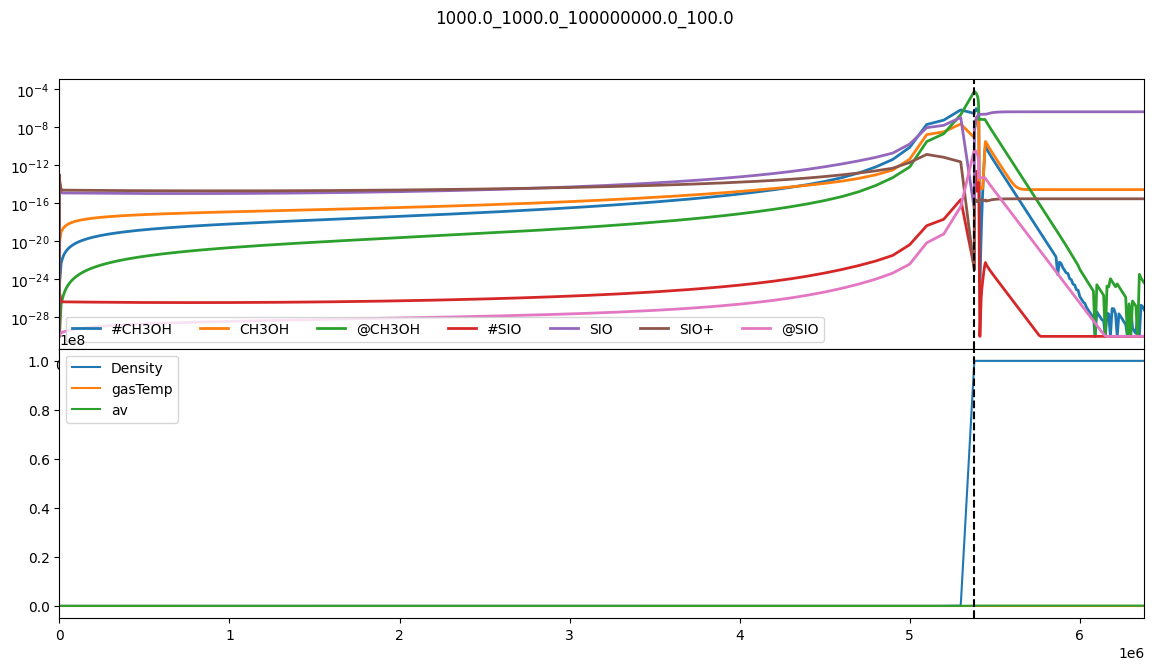 1000.0_1000.0_100000000.0_100.0
10⁻⁴
10⁻⁸
10⁻¹²
10⁻¹⁶
10⁻²⁰
10⁻²⁴
10⁻²⁸
#CH3OH CH3OH @CH3OH #SIO SIO SIO+ @SIO
1e8
0
1.0
0.8
0.6
0.4
0.2
0.0
Density
gasTemp
av
0 1 2 3 4 5 6
1e6